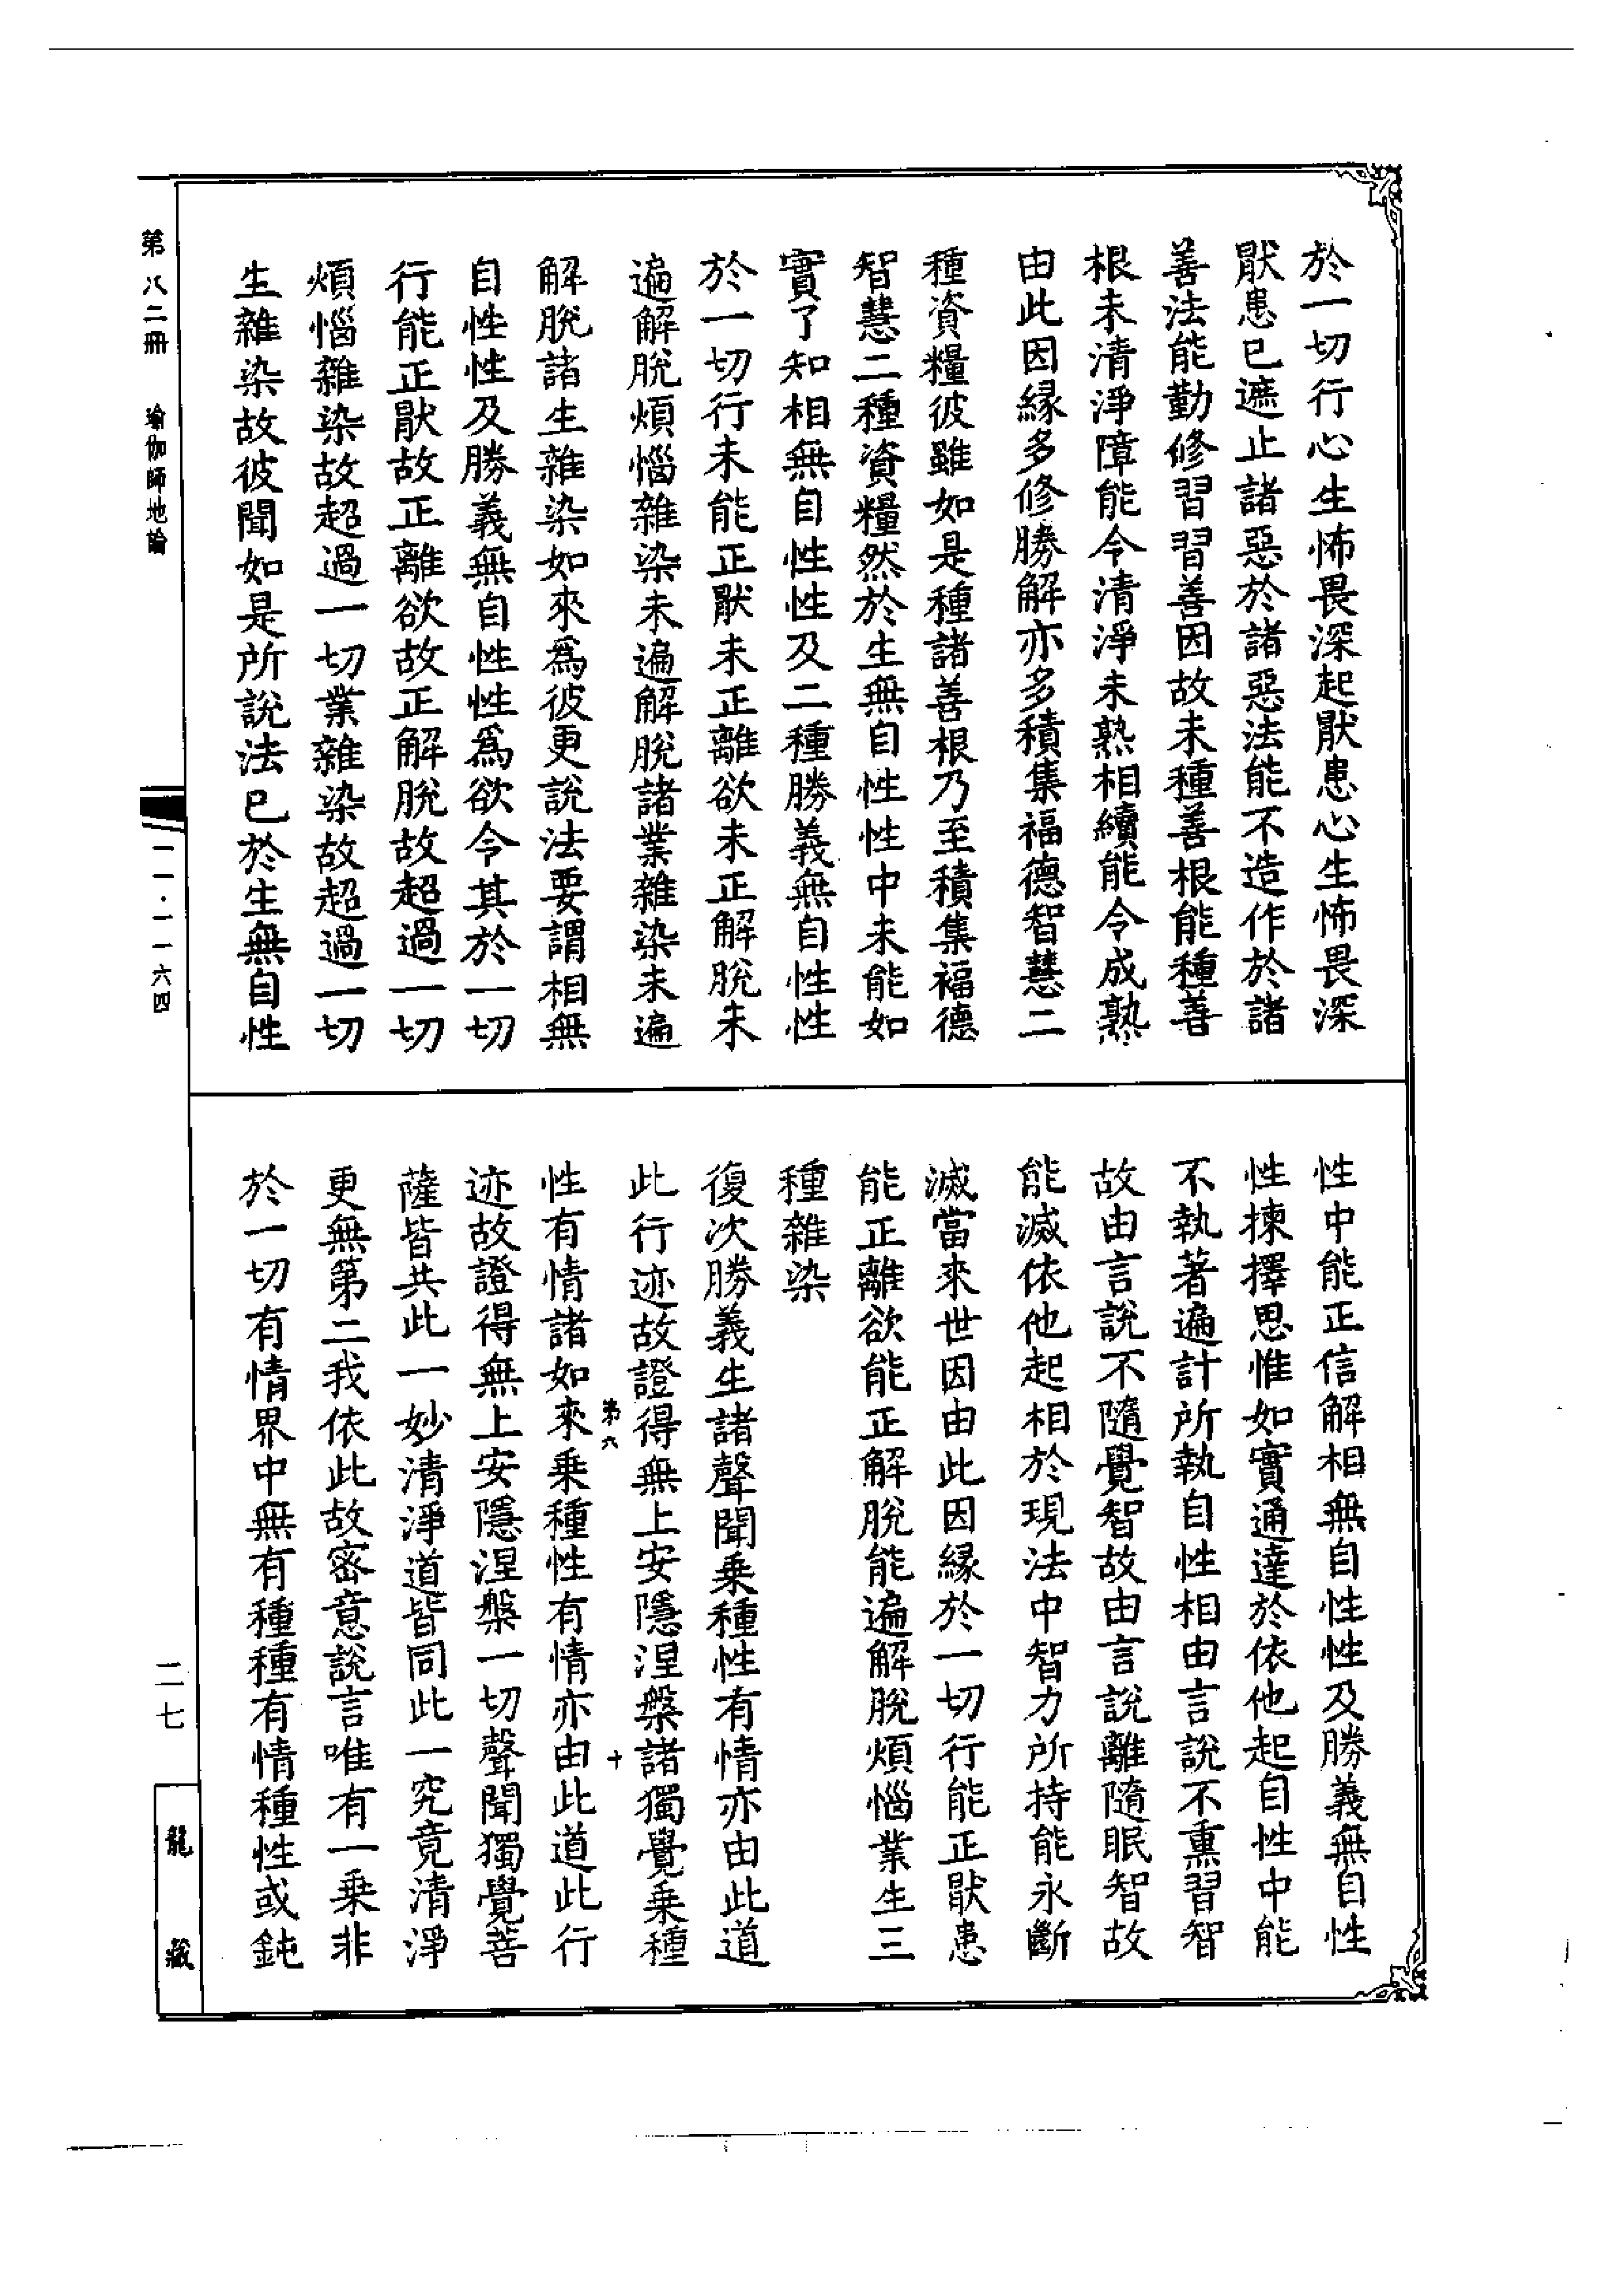 於一切行心生怖畏深起猒患心生怖畏深
猒患已遮止諸惡於諸惡法能不造作於諸
善法能勤修習習善因故未種善根能種善
根未清淨障能令清淨未熟相續能令成熟
由此因緣多修勝解亦多積集福德智慧二
種資糧彼雖如是種諸善根乃至積集福德
智慧二種資糧然於生無自性性中未能如
實了知相無自性性及二種勝義無自性性
於一切行未能正猒未正離欲未正解脫未
遍解脫煩惱雜染未遍解脫諸業雜染未遍
解脫諸生雜染如來為彼更說法要謂相無
自性性及勝義無自性性為欲令其於一切
行能正猒故正離欲故正解脫故超過一切
煩惱雜染故超過一切業雜染故超過一切
生雜染故彼聞如是所說法已於生無自性
性中能正信解相無自性性及勝義無自性
性揀擇思惟如實通達於依他起自性中能
不執著遍計所執自性相由言說不熏習智
故由言說不隨覺智故由言說離隨眠智故
能滅依他起相於現法中智力所持能永斷
滅當來世因由此因緣於一切行能正猒患
能正離欲能正解脫能遍解脫煩惱業生三
種雜染
復次勝義生諸聲聞乘種性有情亦由此道
此行迹故證得無上安隱涅槃諸獨覺乘種
第六
十
性有情諸如來乘種性有情亦由此道此行
迹故證得無上安隱涅槃一切聲聞獨覺菩
薩皆共此一妙清淨道皆同此一究竟清淨
更無第二我依此故密意說言唯有一乘非
於一切有情界中無有種種有情種性或鈍
第八二冊 瑜伽師地論
一一·一一六四
二七
龍藏